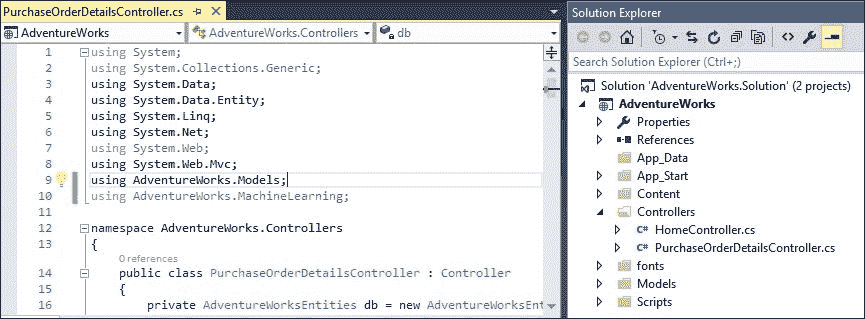 PurchaseOrderDetailsController.cs
AdventureWorks
AdventureWorks.Controllers
db
1 using System;
2 using System.Collections.Generic;
3 using System.Data;
4 using System.Data.Entity;
5 using System.Linq;
6 using System.Net;
7 using System.Web;
8 using System.Web.Mvc;
9 using AdventureWorks.Models;
10 using AdventureWorks.MachineLearning;
11
12 namespace AdventureWorks.Controllers
13 {
0 references
14 public class PurchaseOrderDetailsController : Controller
15 {
16 private AdventureWorksEntities db = new AdventureWorksEnt
Solution Explorer
Search Solution Explorer (Ctrl+;)
Solution 'AdventureWorks.Solution' (2 projects)
AdventureWorks
Properties
References
App_Data
App_Start
Content
Controllers
C# HomeController.cs
C# PurchaseOrderDetailsController.cs
fonts
Models
Scripts